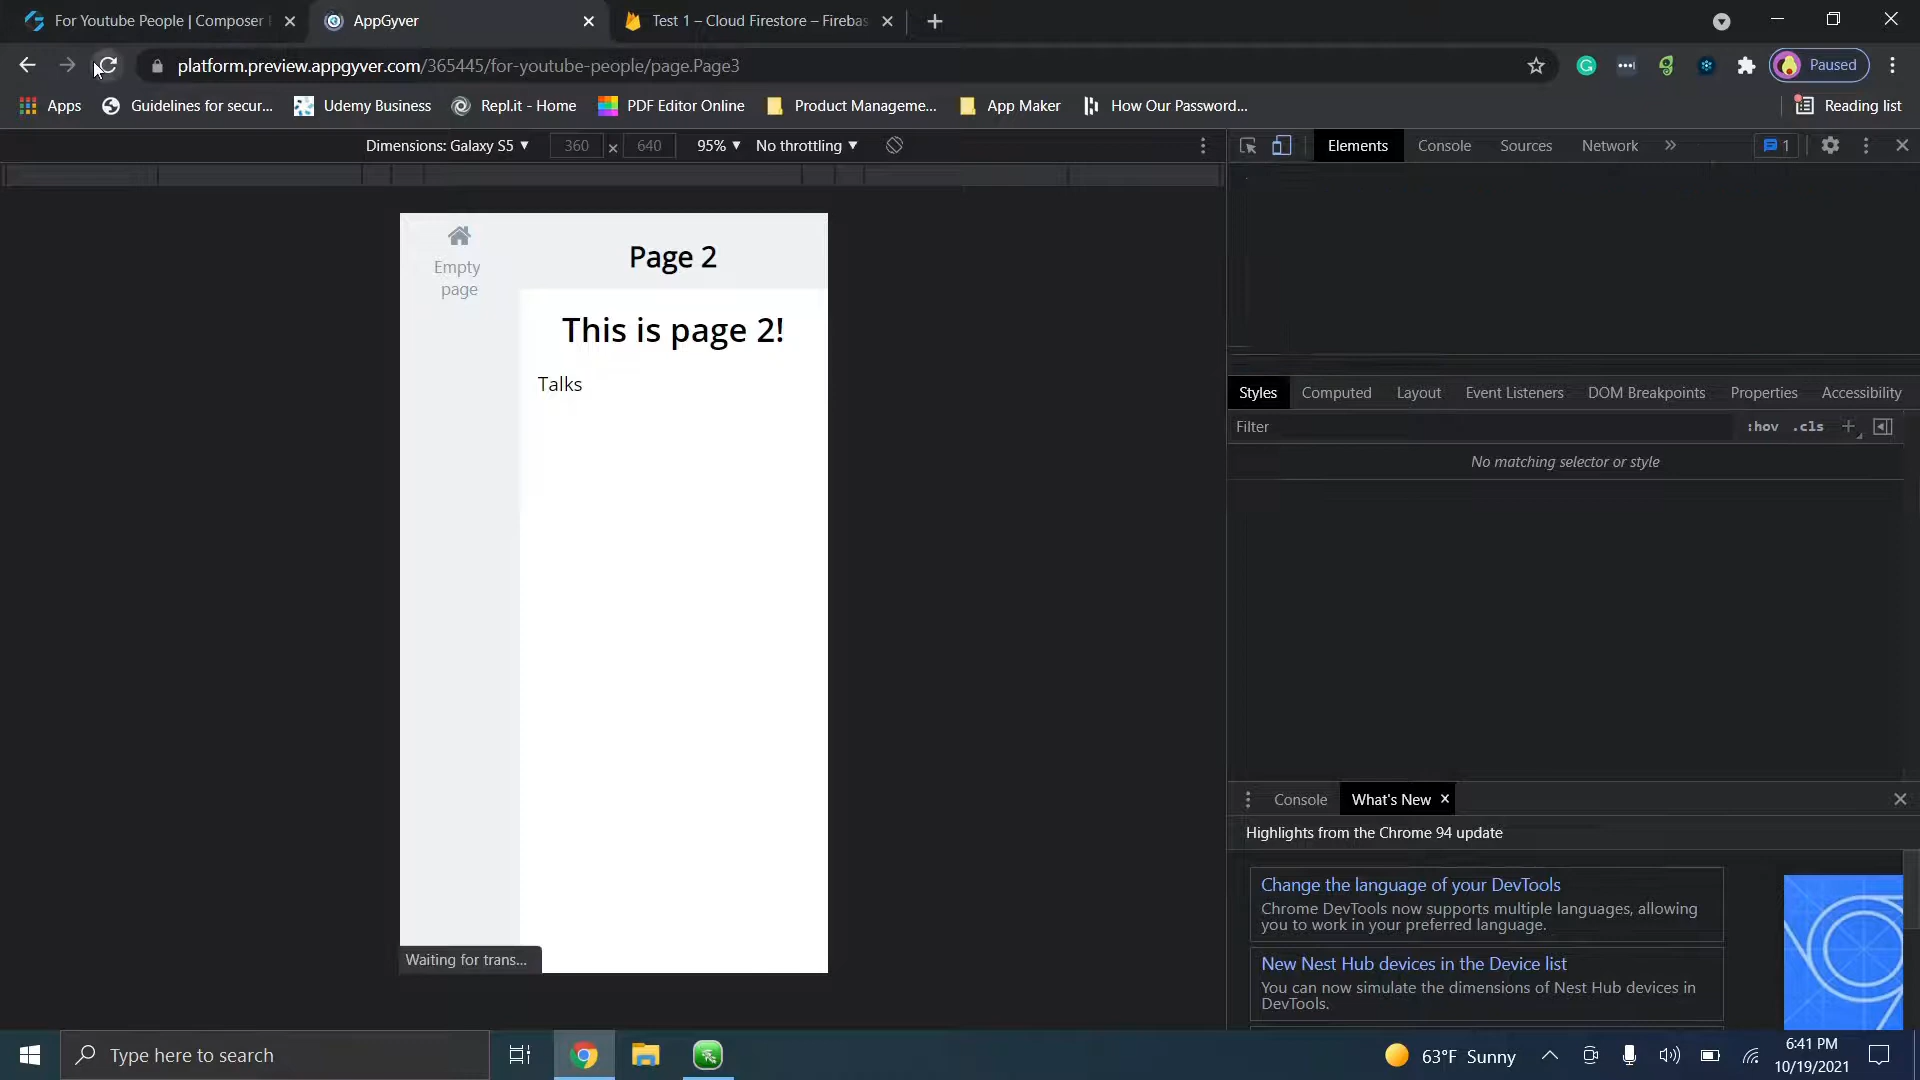 For Youtube People | Composer
AppGyver
Test 1 – Cloud Firestore – Firebas
platform.preview.appgyver.com/365445/for-youtube-people/page.Page3
Paused
Apps
Guidelines for secur...
Udemy Business
Repl.it - Home
PDF Editor Online
Product Manageme...
App Maker
How Our Password...
Reading list
Dimensions: Galaxy S5
360
x
640
95%
No throttling
Elements
Console
Sources
Network
1
Empty
page
Page 2
This is page 2!
Talks
Waiting for trans...
Styles
Computed
Layout
Event Listeners
DOM Breakpoints
Properties
Accessibility
Filter
:hov
.cls
No matching selector or style
Console
What's New
Highlights from the Chrome 94 update
Change the language of your DevTools
Chrome DevTools now supports multiple languages, allowing
you to work in your preferred language.
New Nest Hub devices in the Device list
You can now simulate the dimensions of Nest Hub devices in
DevTools.
Type here to search
63°F Sunny
6:41 PM
10/19/2021